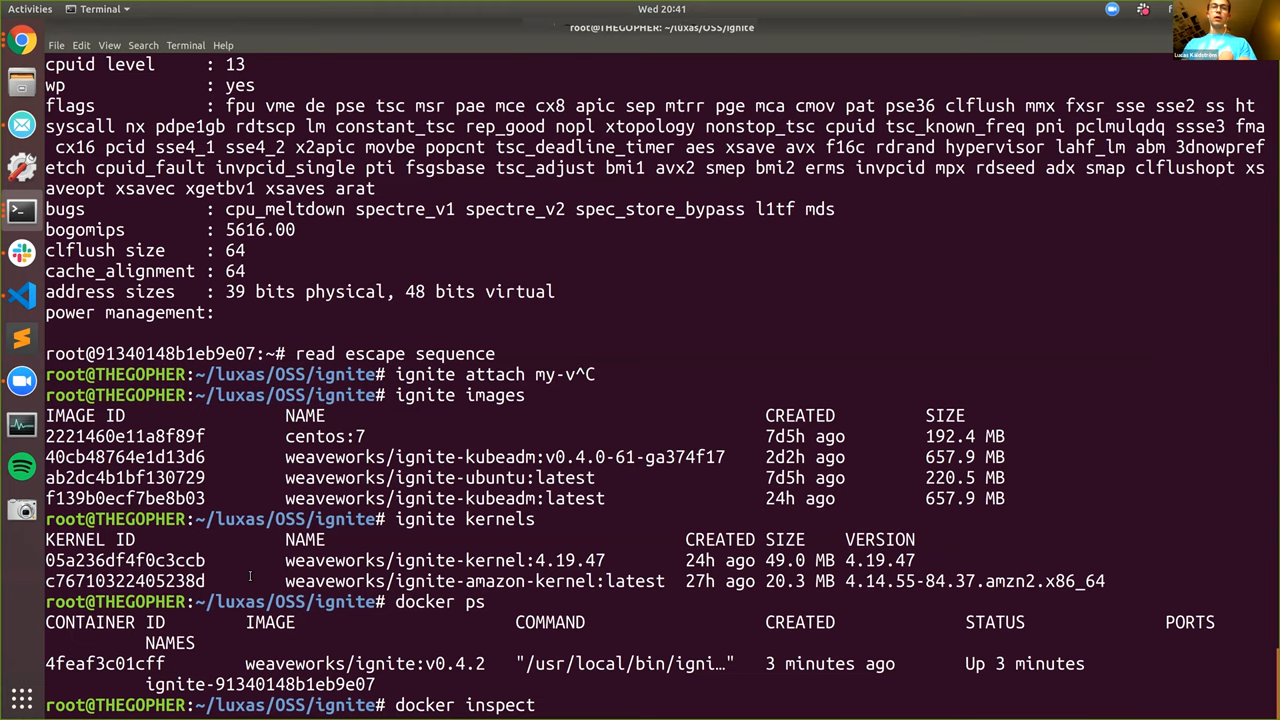 Activities Terminal Wed 20:41
root@THEGOPHER: ~/luxas/OSS/ignite
Lucas Käldström
File Edit View Search Terminal Help
cpuid level : 13
wp : yes
flags : fpu vme de pse tsc msr pae mce cx8 apic sep mtrr pge mca cmov pat pse36 clflush mmx fxsr sse sse2 ss ht
syscall nx pdpe1gb rdtscp lm constant_tsc rep_good nopl xtopology nonstop_tsc cpuid tsc_known_freq pni pclmulqdq ssse3 fma
cx16 pcid sse4_1 sse4_2 x2apic movbe popcnt tsc_deadline_timer aes xsave avx f16c rdrand hypervisor lahf_lm abm 3dnowpref
etch cpuid_fault invpcid_single pti fsgsbase tsc_adjust bmi1 avx2 smep bmi2 erms invpcid mpx rdseed adx smap clflushopt xs
aveopt xsavec xgetbv1 xsaves arat
bugs : cpu_meltdown spectre_v1 spectre_v2 spec_store_bypass l1tf mds
bogomips : 5616.00
clflush size : 64
cache_alignment : 64
address sizes : 39 bits physical, 48 bits virtual
power management:
root@91340148b1eb9e07:~# read escape sequence
root@THEGOPHER:~/luxas/OSS/ignite# ignite attach my-v^C
root@THEGOPHER:~/luxas/OSS/ignite# ignite images
IMAGE ID NAME CREATED SIZE
2221460e11a8f89f centos:7 7d5h ago 192.4 MB
40cb48764e1d13d6 weaveworks/ignite-kubeadm:v0.4.0-61-ga374f17 2d2h ago 657.9 MB
ab2dc4b1bf130729 weaveworks/ignite-ubuntu:latest 7d5h ago 220.5 MB
f139b0ecf7be8b03 weaveworks/ignite-kubeadm:latest 24h ago 657.9 MB
root@THEGOPHER:~/luxas/OSS/ignite# ignite kernels
KERNEL ID NAME CREATED SIZE VERSION
05a236df4f0c3ccb weaveworks/ignite-kernel:4.19.47 24h ago 49.0 MB 4.19.47
c76710322405238d weaveworks/ignite-amazon-kernel:latest 27h ago 20.3 MB 4.14.55-84.37.amzn2.x86_64
root@THEGOPHER:~/luxas/OSS/ignite# docker ps
CONTAINER ID IMAGE COMMAND CREATED STATUS PORTS
NAMES
4feaf3c01cff weaveworks/ignite:v0.4.2 "/usr/local/bin/igni…" 3 minutes ago Up 3 minutes
ignite-91340148b1eb9e07
root@THEGOPHER:~/luxas/OSS/ignite# docker inspect